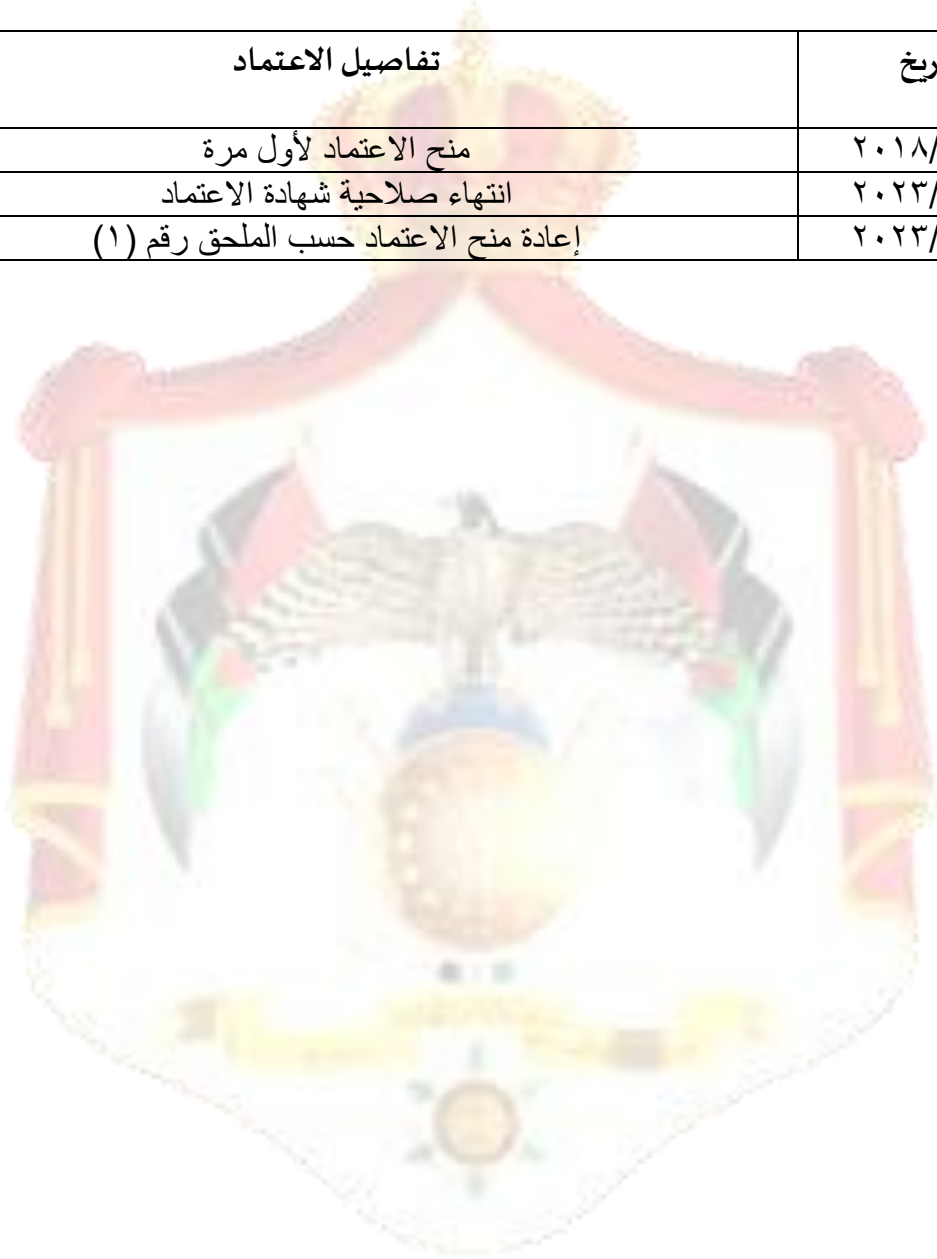 ريخ تفاصيل الاعتماد
٢٠١٨/ منح الاعتماد لأول مرة
٢٠٢٣/ انتهاء صلاحية شهادة الاعتماد
٢٠٢٣/ إعادة منح الاعتماد حسب الملحق رقم (١)